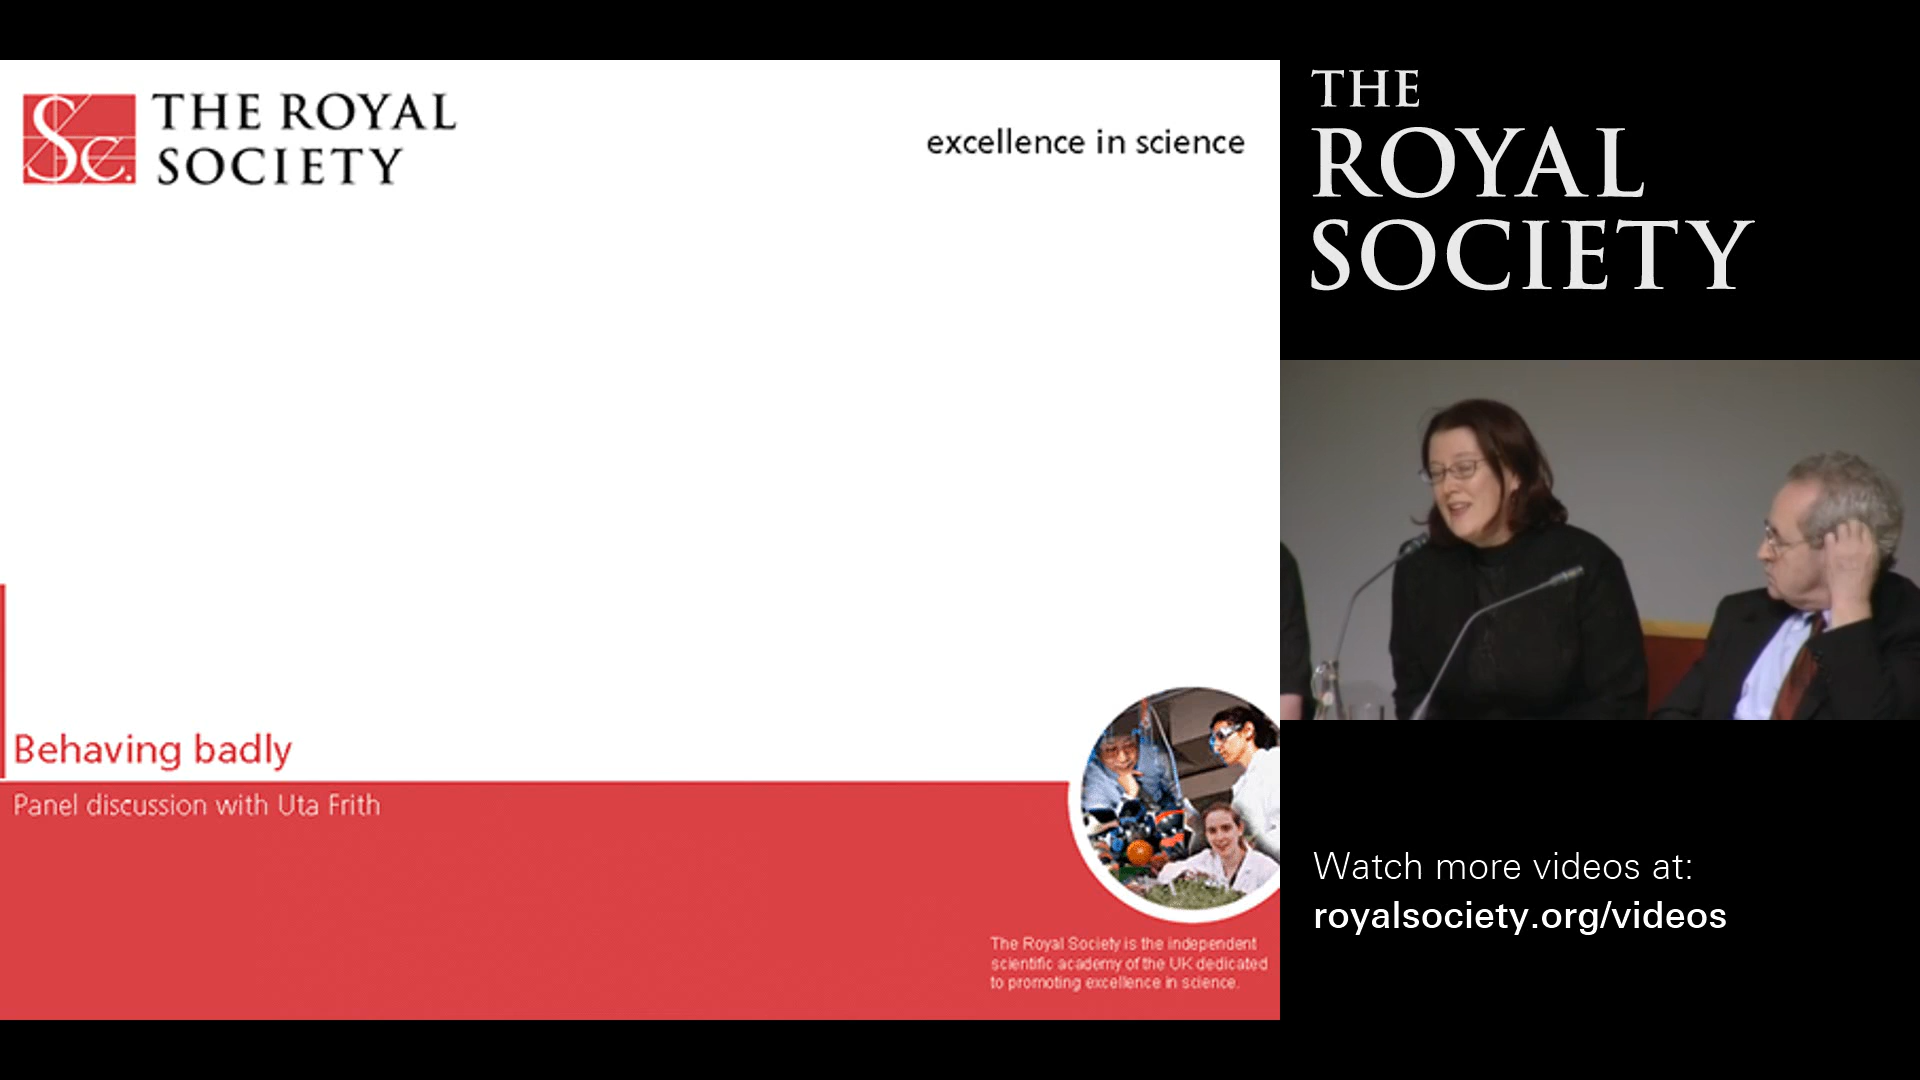 Sc.
THE ROYAL
SOCIETY
excellence in science
Behaving badly
Panel discussion with Uta Frith
The Royal Society is the independent
scientific academy of the UK dedicated
to promoting excellence in science.
THE
ROYAL
SOCIETY
Watch more videos at:
royalsociety.org/videos